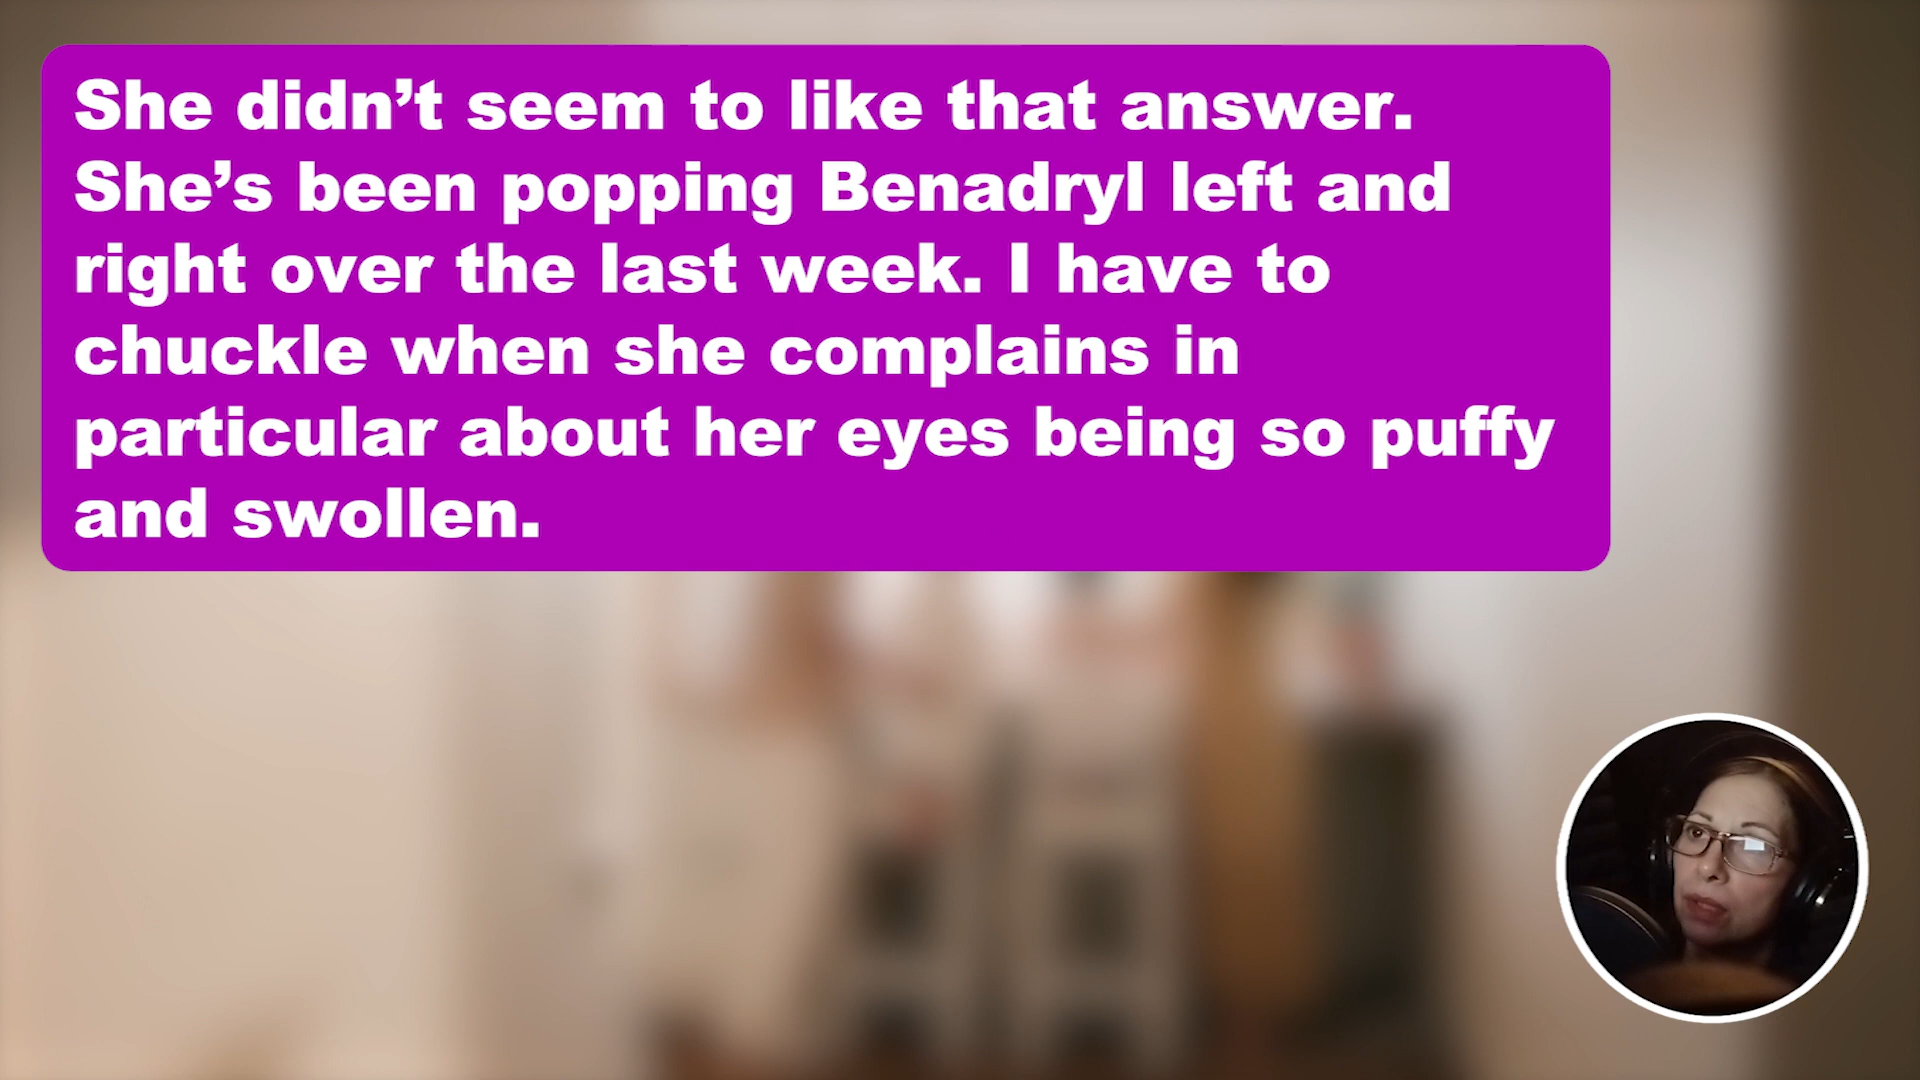 She didn’t seem to like that answer.
She’s been popping Benadryl left and
right over the last week. I have to
chuckle when she complains in
particular about her eyes being so puffy
and swollen.